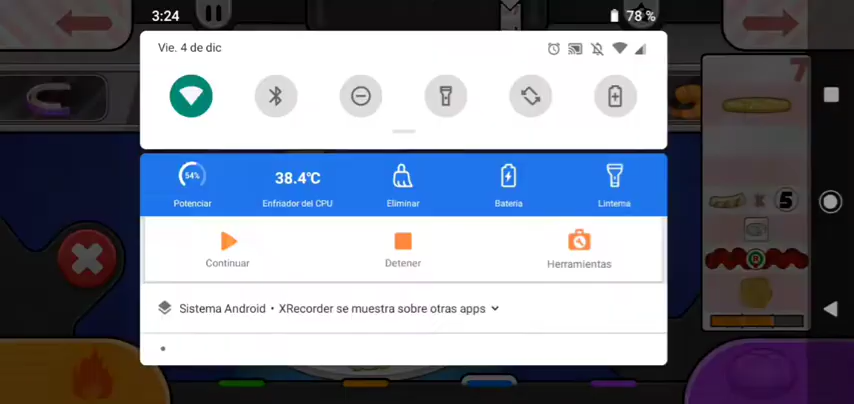 3:24
78 %
Vie. 4 de dic
54%
38.4℃
Potenciar
Enfriador del CPU
Eliminar
Batería
Linterna
Continuar
Detener
Herramientas
Sistema Android • XRecorder se muestra sobre otras apps
7
x 5